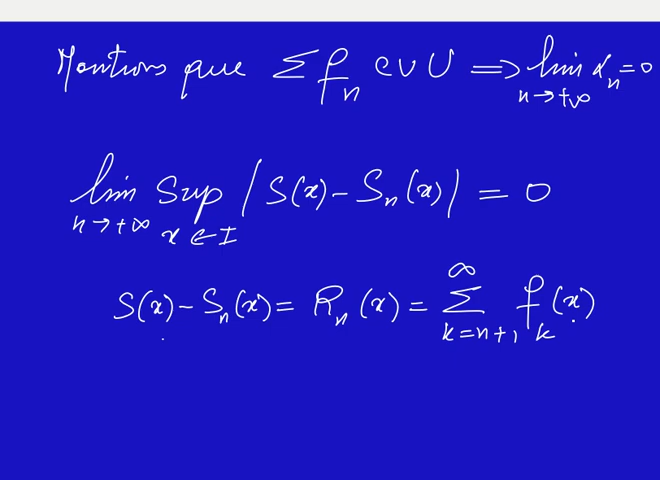 Montrons que Σ f_n CVU ⟹ lim_{n→+∞} α_n = 0
lim_{n→+∞} Sup_{x∈I} |S(x) - S_n(x)| = 0
S(x) - S_n(x) = R_n(x) = Σ_{k=n+1}^{∞} f_k(x)